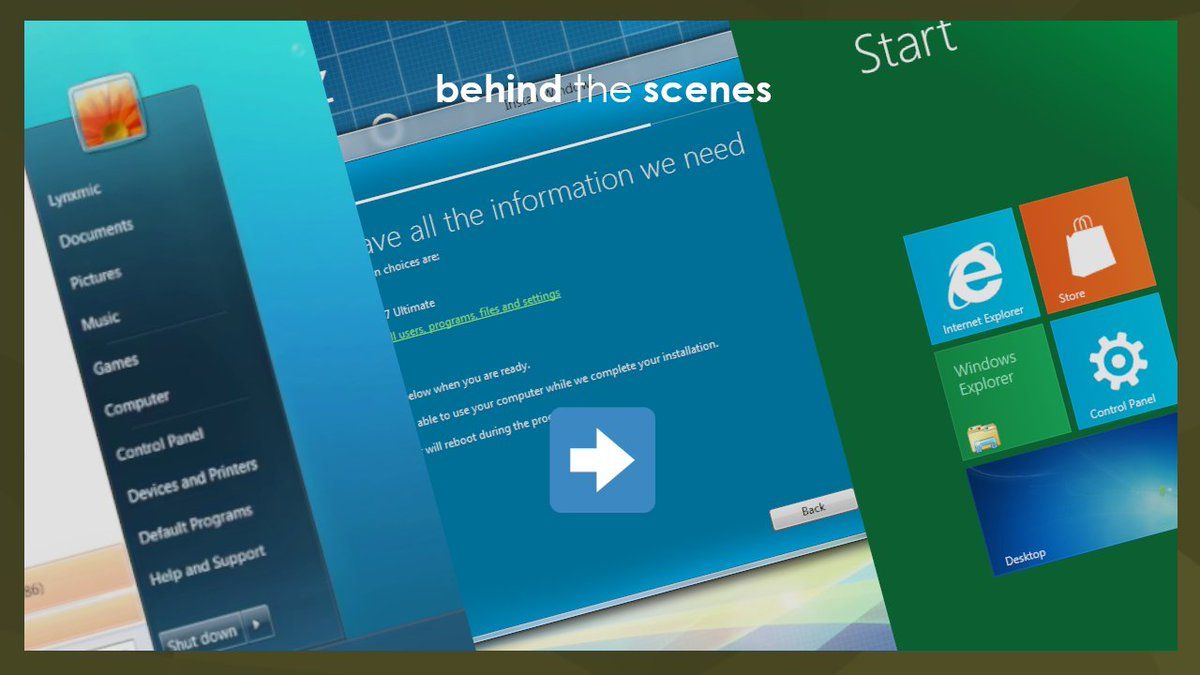 behind the scenes
Lynxmic
Documents
Pictures
Music
Games
Computer
Control Panel
Devices and Printers
Default Programs
Help and Support
Shut down
86)
Install Windows
ave all the information we need
n choices are:
7 Ultimate
ll users, programs, files and settings
elow when you are ready.
able to use your computer while we complete your installation.
will reboot during the
Back
Start
Internet Explorer
Store
Windows
Explorer
Control Panel
Desktop